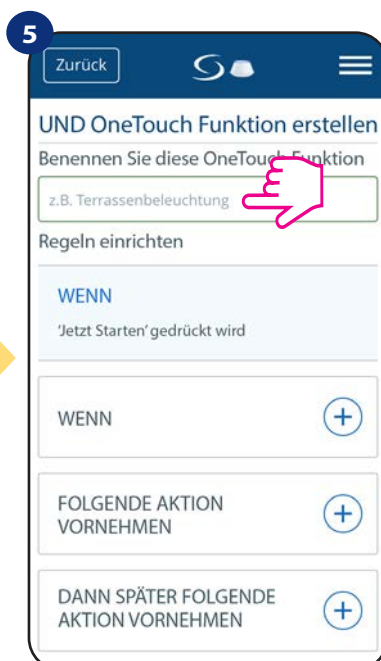 5
Zurück
UND OneTouch Funktion erstellen
Benennen Sie diese OneTouch Funktion
z.B. Terrassenbeleuchtung
Regeln einrichten
WENN
'Jetzt Starten' gedrückt wird
WENN
FOLGENDE AKTION
VORNEHMEN
DANN SPÄTER FOLGENDE
AKTION VORNEHMEN